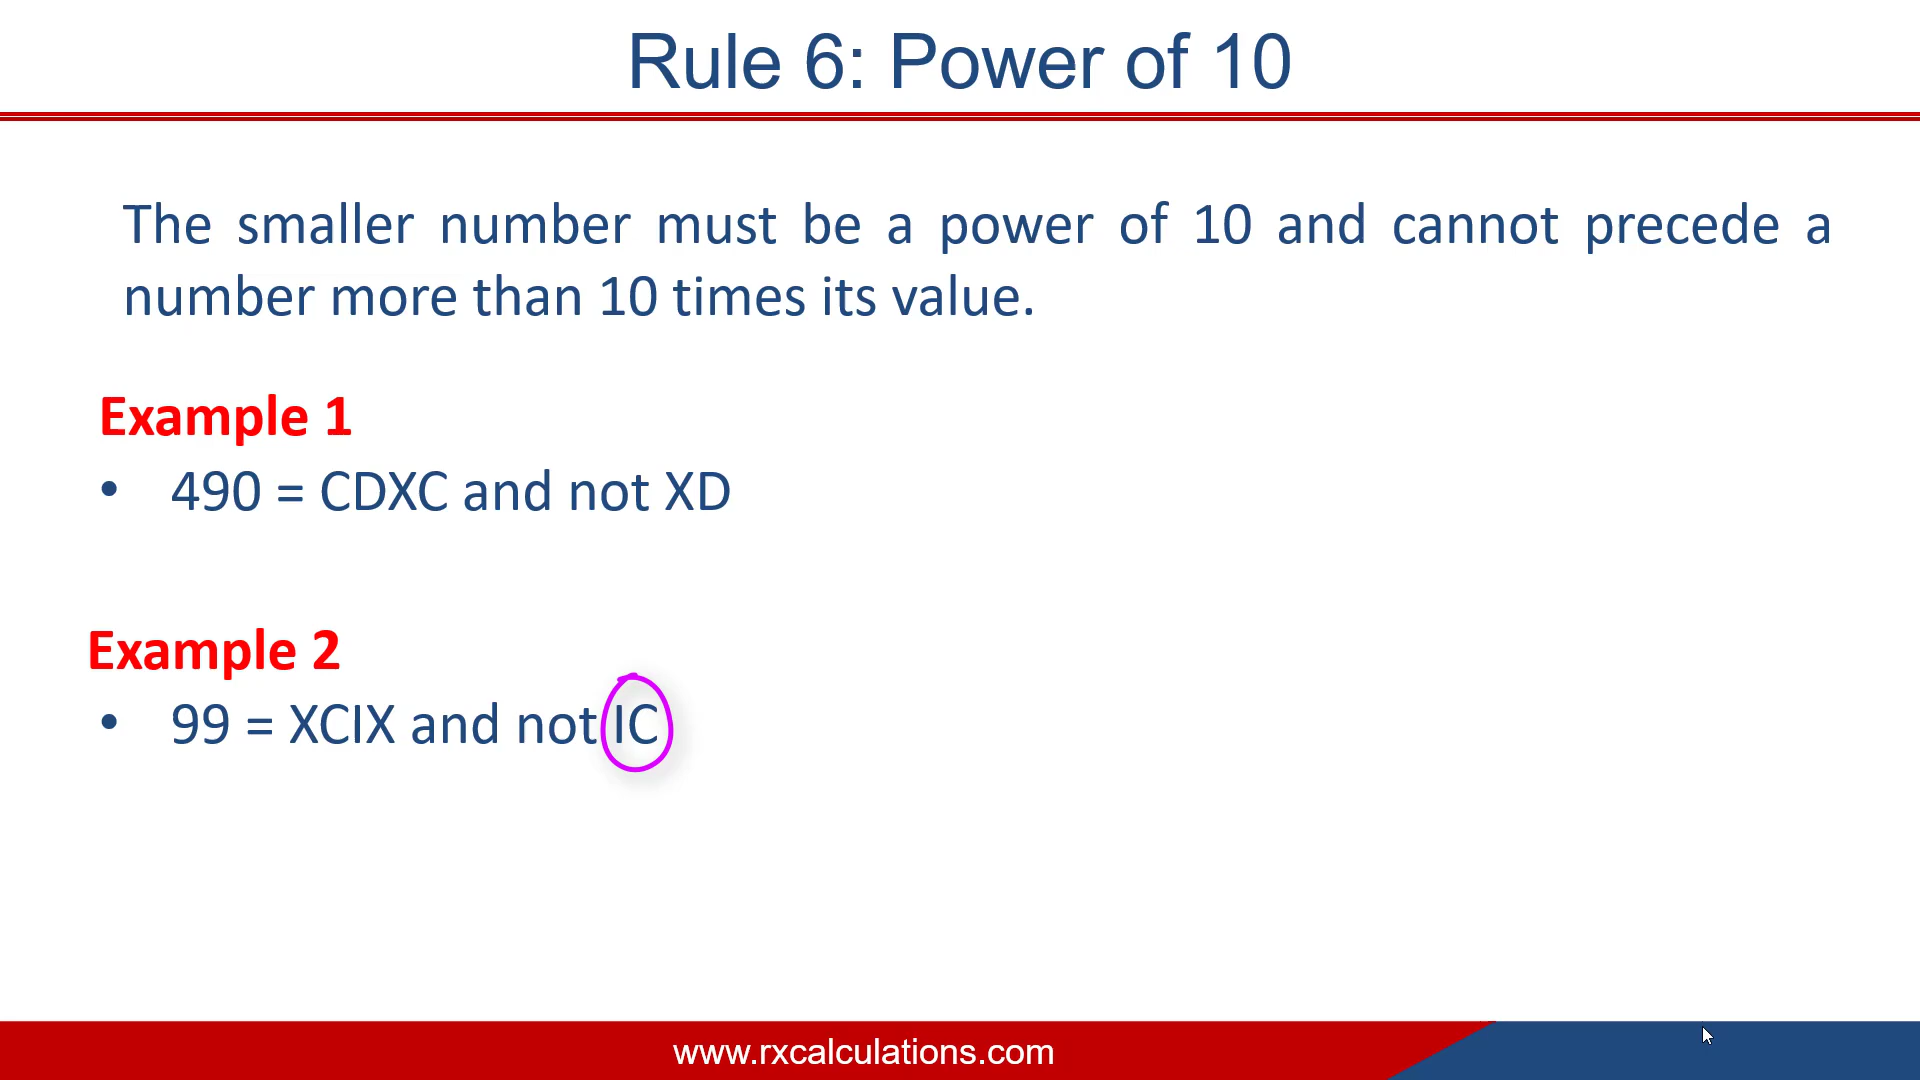 Rule 6: Power of 10
The smaller number must be a power of 10 and cannot precede a
number more than 10 times its value.
Example 1
• 490 = CDXC and not XD
Example 2
• 99 = XCIX and not IC
www.rxcalculations.com